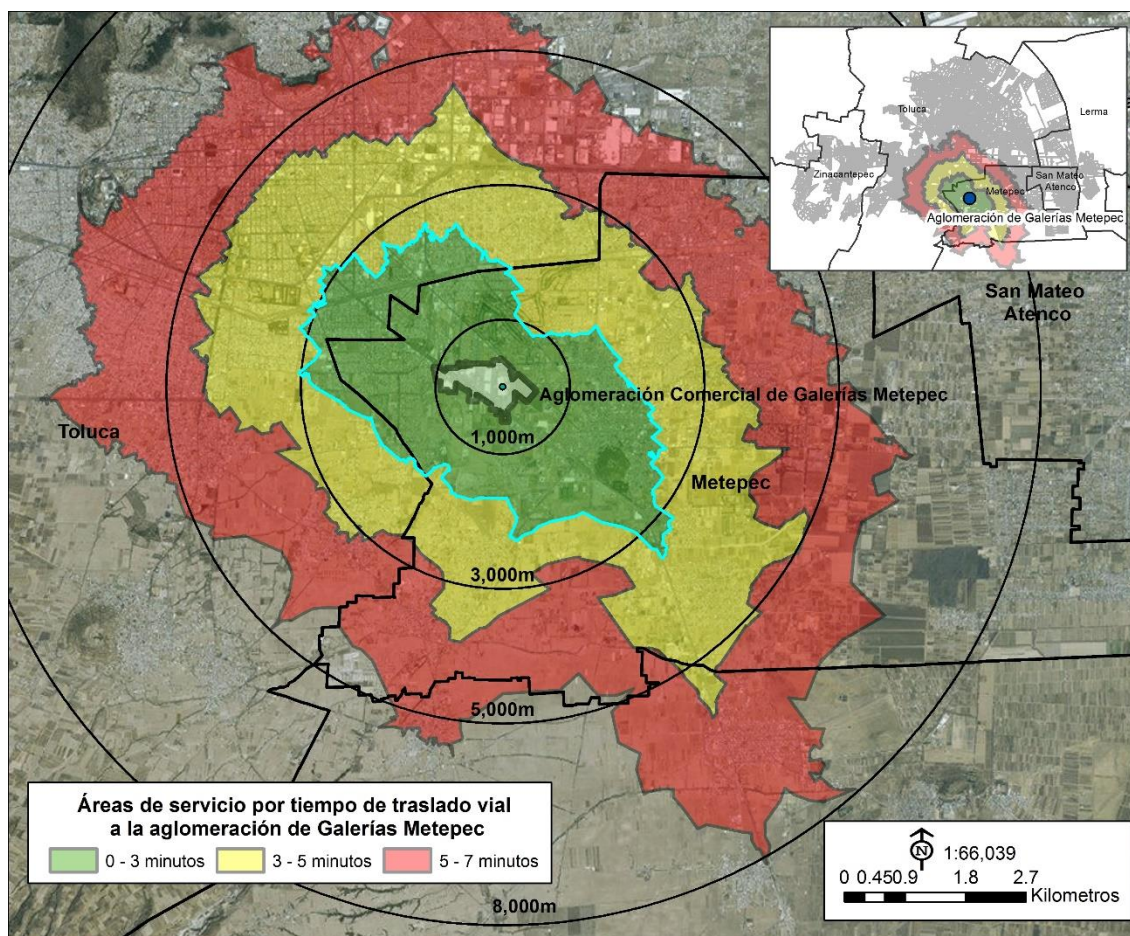 Toluca
Lerma
Zinacantepec
San Mateo
Atenco
Metepec
Aglomeración de Galerías Metepec
San Mateo
Atenco
Aglomeración Comercial de Galerías Metepec
1,000m
Toluca
Metepec
3,000m
5,000m
8,000m
Áreas de servicio por tiempo de traslado vial
a la aglomeración de Galerías Metepec
0 - 3 minutos
3 - 5 minutos
5 - 7 minutos
N
1:66,039
0 0.45 0.9 1.8 2.7
Kilometros